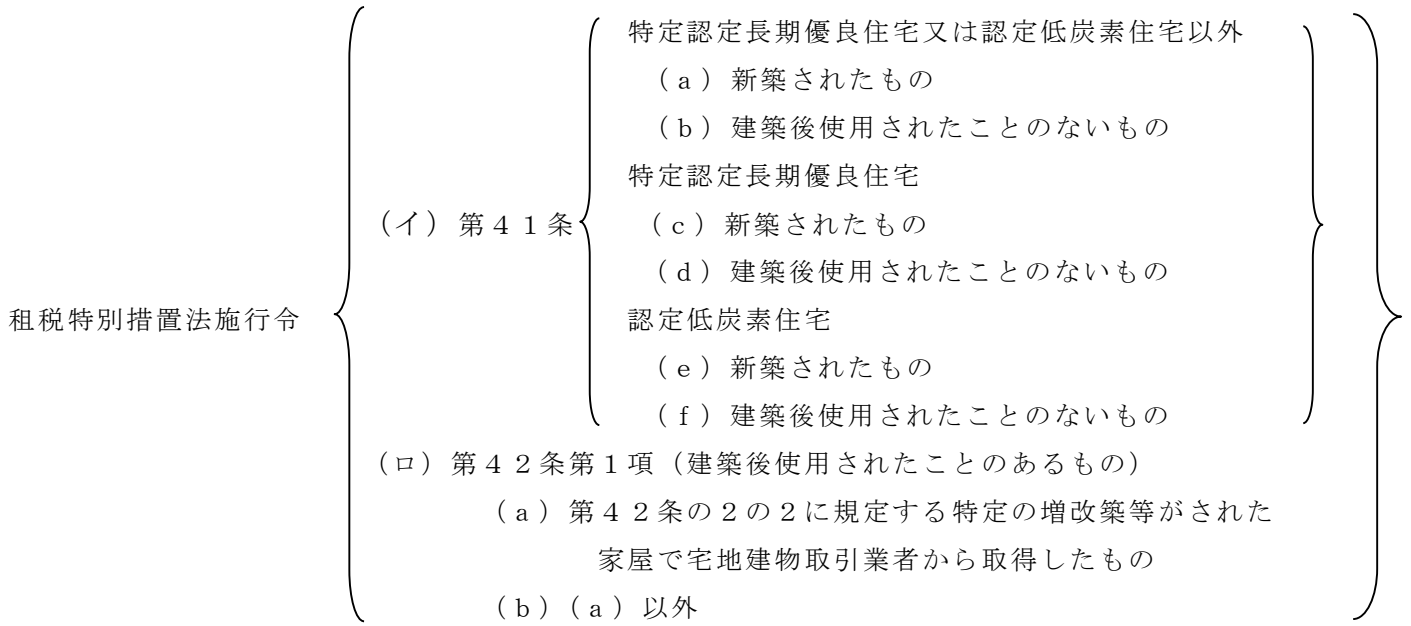 特定認定長期優良住宅又は認定低炭素住宅以外
（ａ）新築されたもの
（ｂ）建築後使用されたことのないもの
特定認定長期優良住宅
（イ）第４１条
（ｃ）新築されたもの
（ｄ）建築後使用されたことのないもの
租税特別措置法施行令
認定低炭素住宅
（ｅ）新築されたもの
（ｆ）建築後使用されたことのないもの
（ロ）第４２条第１項（建築後使用されたことのあるもの）
（ａ）第４２条の２の２に規定する特定の増改築等がされた
家屋で宅地建物取引業者から取得したもの
（ｂ）（ａ）以外